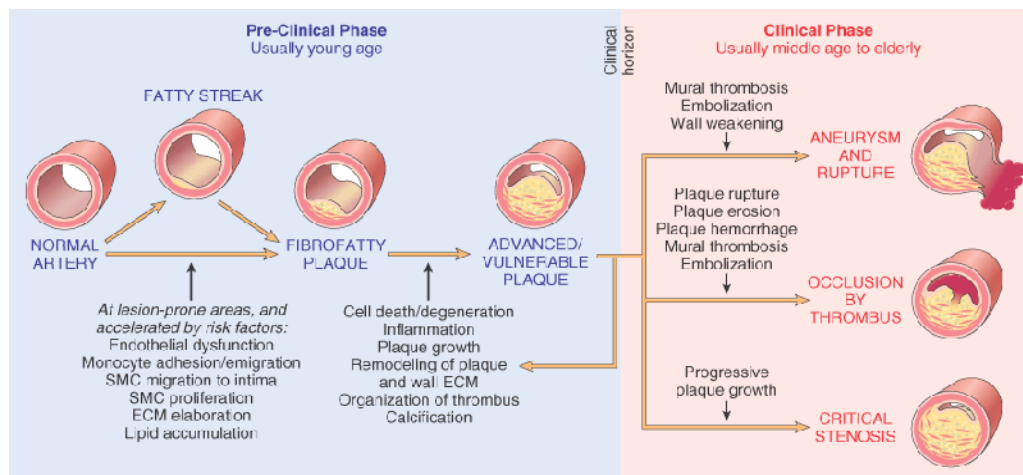 Pre-Clinical Phase
Usually young age
FATTY STREAK
NORMAL
ARTERY
FIBROFATTY
PLAQUE
ADVANCED/
VULNERABLE
PLAQUE
At lesion-prone areas, and
accelerated by risk factors:
Endothelial dysfunction
Monocyte adhesion/emigration
SMC migration to intima
SMC proliferation
ECM elaboration
Lipid accumulation
Cell death/degeneration
Inflammation
Plaque growth
Remodeling of plaque
and wall ECM
Organization of thrombus
Calcification
Clinical
horizon
Clinical Phase
Usually middle age to elderly
Mural thrombosis
Embolization
Wall weakening
ANEURYSM
AND
RUPTURE
Plaque rupture
Plaque erosion
Plaque hemorrhage
Mural thrombosis
Embolization
OCCLUSION
BY
THROMBUS
Progressive
plaque growth
CRITICAL
STENOSIS